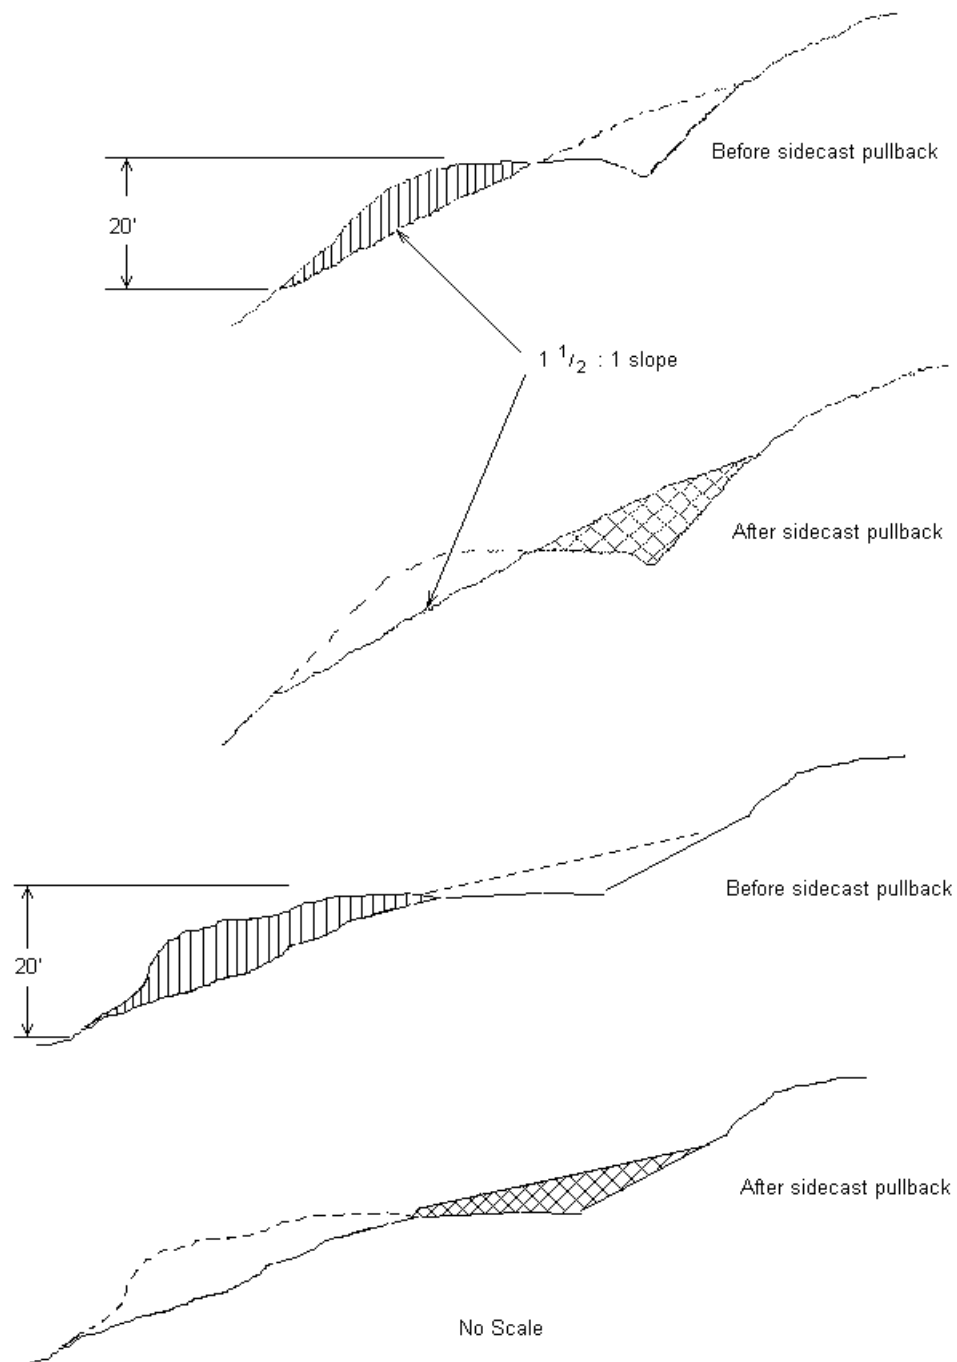 Before sidecast pullback
20'
1 1/2 : 1 slope
After sidecast pullback
Before sidecast pullback
20'
After sidecast pullback
No Scale